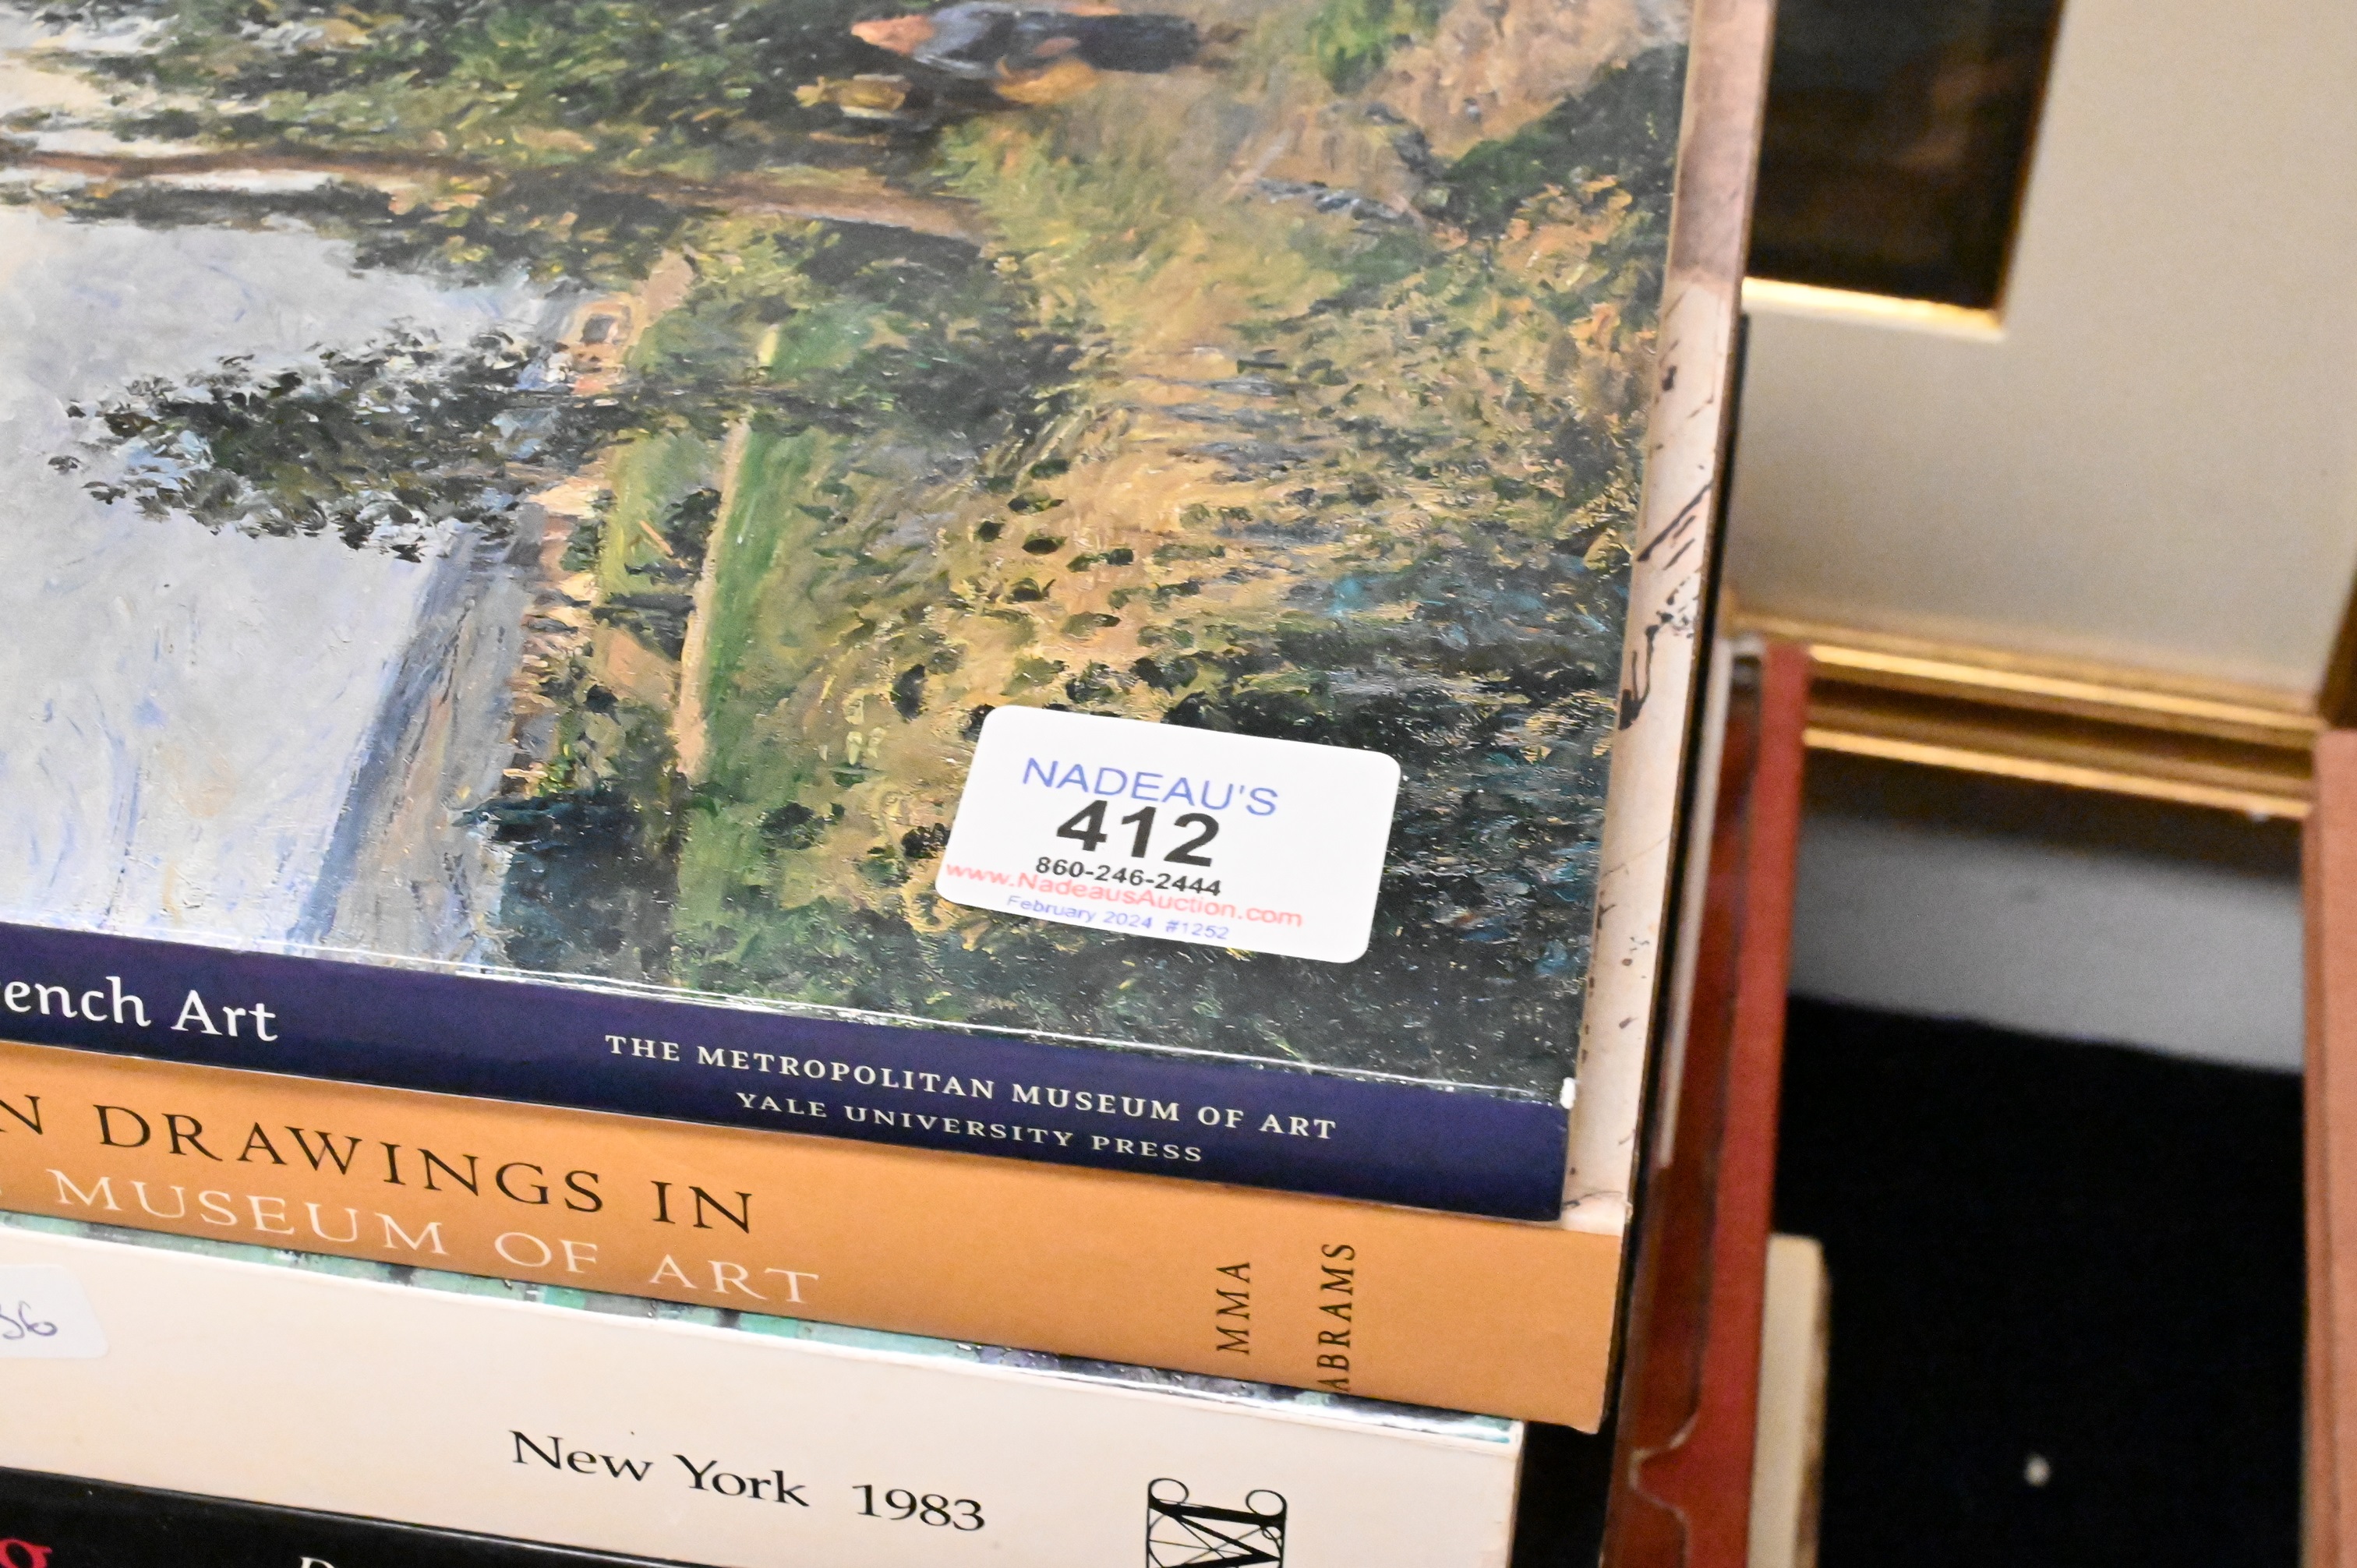 NADEAU'S
412
860-246-2444
www.NadeausAuction.com
February 2024 #1252
Art
THE METROPOLITAN MUSEUM OF ART
YALE UNIVERSITY PRESS
DRAWINGS IN
MUSEUM OF ART
MMA
ABRAMS
New York 1983